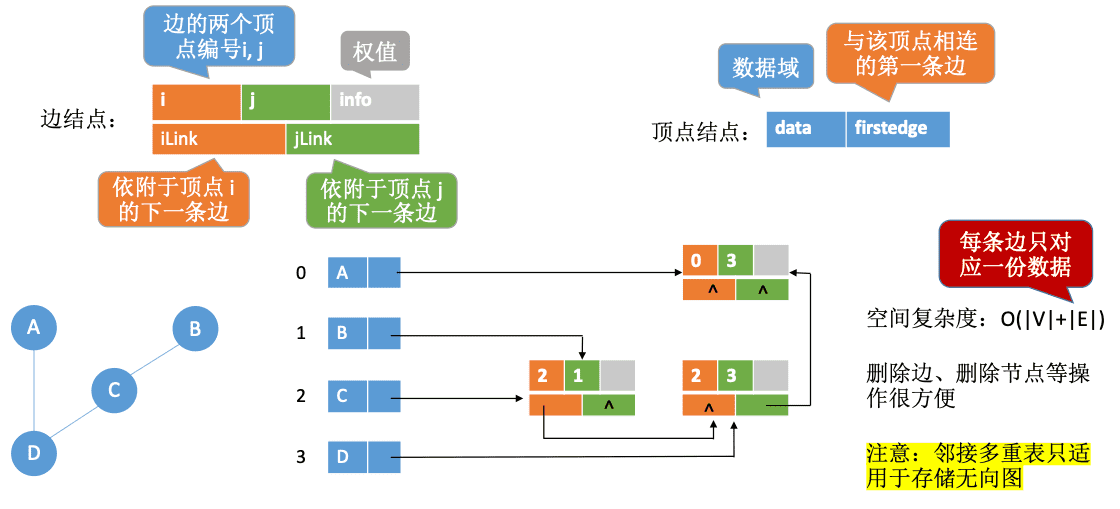 边的两个顶
点编号i, j
权值
边结点：
i
j
info
iLink
jLink
依附于顶点 i
的下一条边
依附于顶点 j
的下一条边
数据域
与该顶点相连
的第一条边
顶点结点：
data
firstedge
A
B
C
D
0
A
1
B
2
C
3
D
0
3
^
^
2
1
^
2
3
^
每条边只对
应一份数据
空间复杂度：O(|V|+|E|)
删除边、删除节点等操
作很方便
注意：邻接多重表只适
用于存储无向图